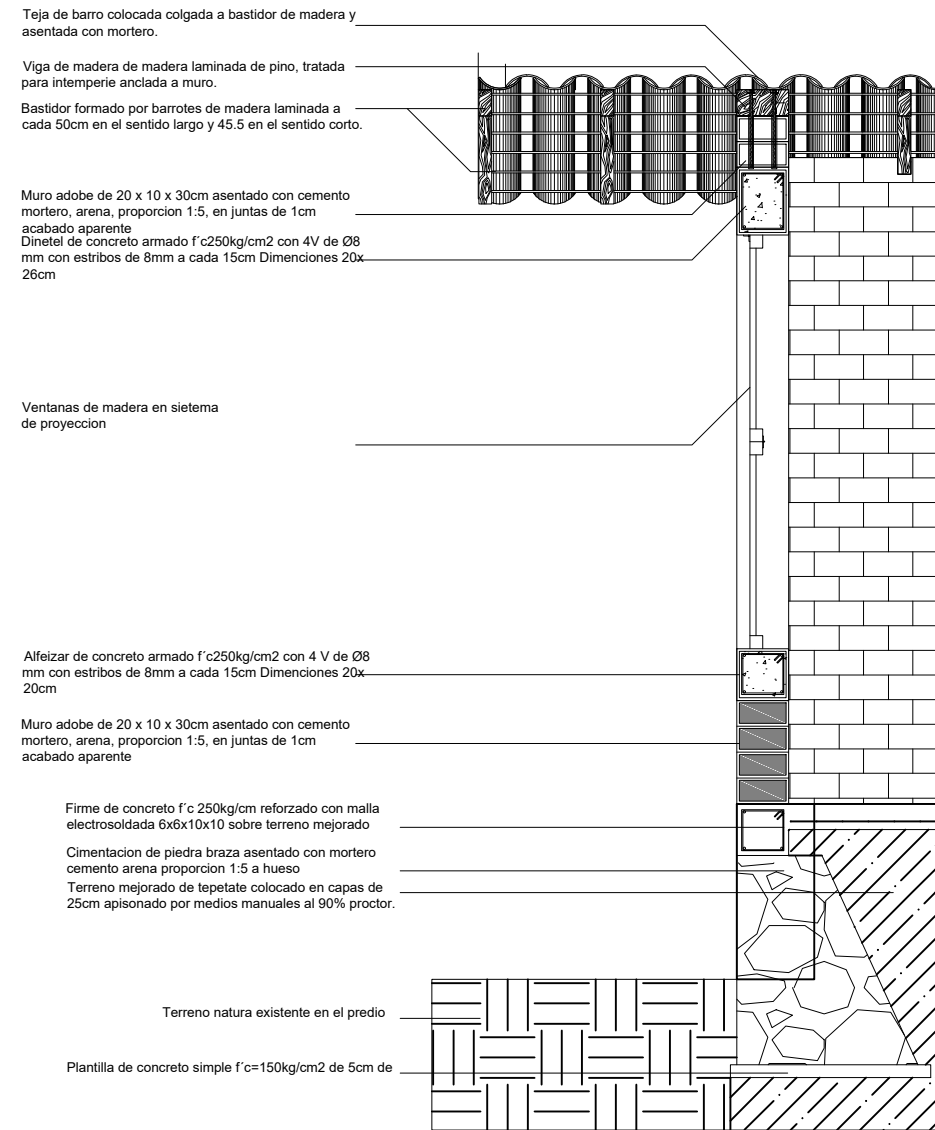 Teja de barro colocada colgada a bastidor de madera y
asentada con mortero.
Viga de madera de madera laminada de pino, tratada
para intemperie anclada a muro.
Bastidor formado por barrotes de madera laminada a
cada 50cm en el sentido largo y 45.5 en el sentido corto.
Muro adobe de 20 x 10 x 30cm asentado con cemento
mortero, arena, proporcion 1:5, en juntas de 1cm
acabado aparente
Dinetel de concreto armado f´c250kg/cm2 con 4V de Ø8
mm con estribos de 8mm a cada 15cm Dimenciones 20x
26cm
Ventanas de madera en sietema
de proyeccion
Alfeizar de concreto armado f´c250kg/cm2 con 4 V de Ø8
mm con estribos de 8mm a cada 15cm Dimenciones 20x
20cm
Muro adobe de 20 x 10 x 30cm asentado con cemento
mortero, arena, proporcion 1:5, en juntas de 1cm
acabado aparente
Firme de concreto f´c 250kg/cm reforzado con malla
electrosoldada 6x6x10x10 sobre terreno mejorado
Cimentacion de piedra braza asentado con mortero
cemento arena proporcion 1:5 a hueso
Terreno mejorado de tepetate colocado en capas de
25cm apisonado por medios manuales al 90% proctor.
Terreno natura existente en el predio
Plantilla de concreto simple f´c=150kg/cm2 de 5cm de